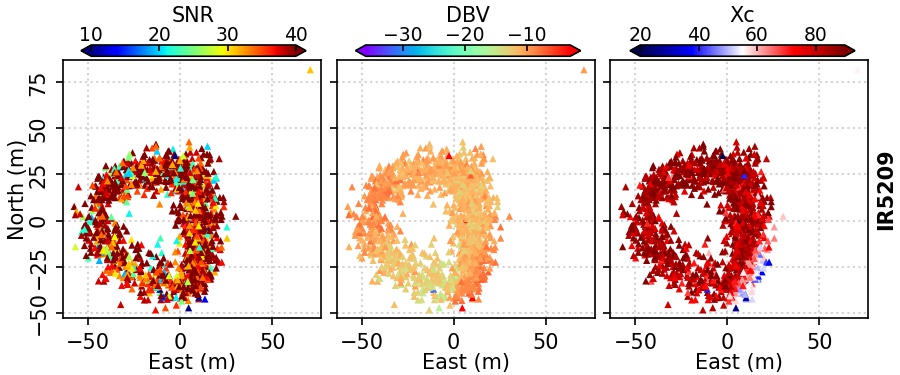 SNR DBV Xc
10 20 30 40 −30 −20 −10 20 40 60 80
75
50
25
0
−25
−50
North (m)
IR5209
−50 0 50 −50 0 50 −50 0 50
East (m) East (m) East (m)